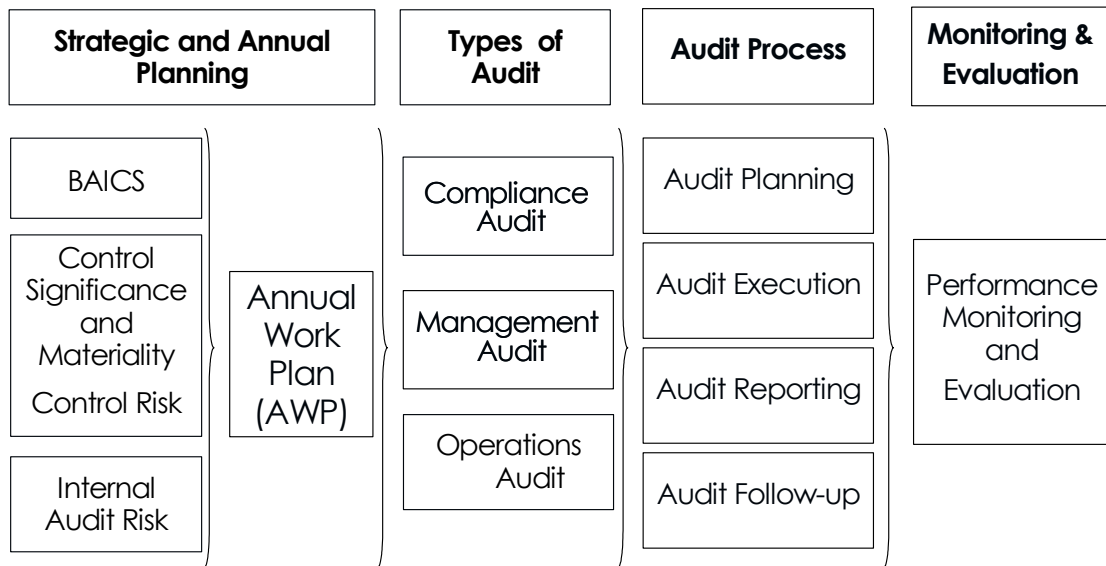 Strategic and Annual
Planning
Types of
Audit
Audit Process
Monitoring &
Evaluation
BAICS
Control
Significance
and
Materiality
Control Risk
Internal
Audit Risk
Annual
Work
Plan
(AWP)
Compliance
Audit
Management
Audit
Operations
Audit
Audit Planning
Audit Execution
Audit Reporting
Audit Follow-up
Performance
Monitoring
and
Evaluation